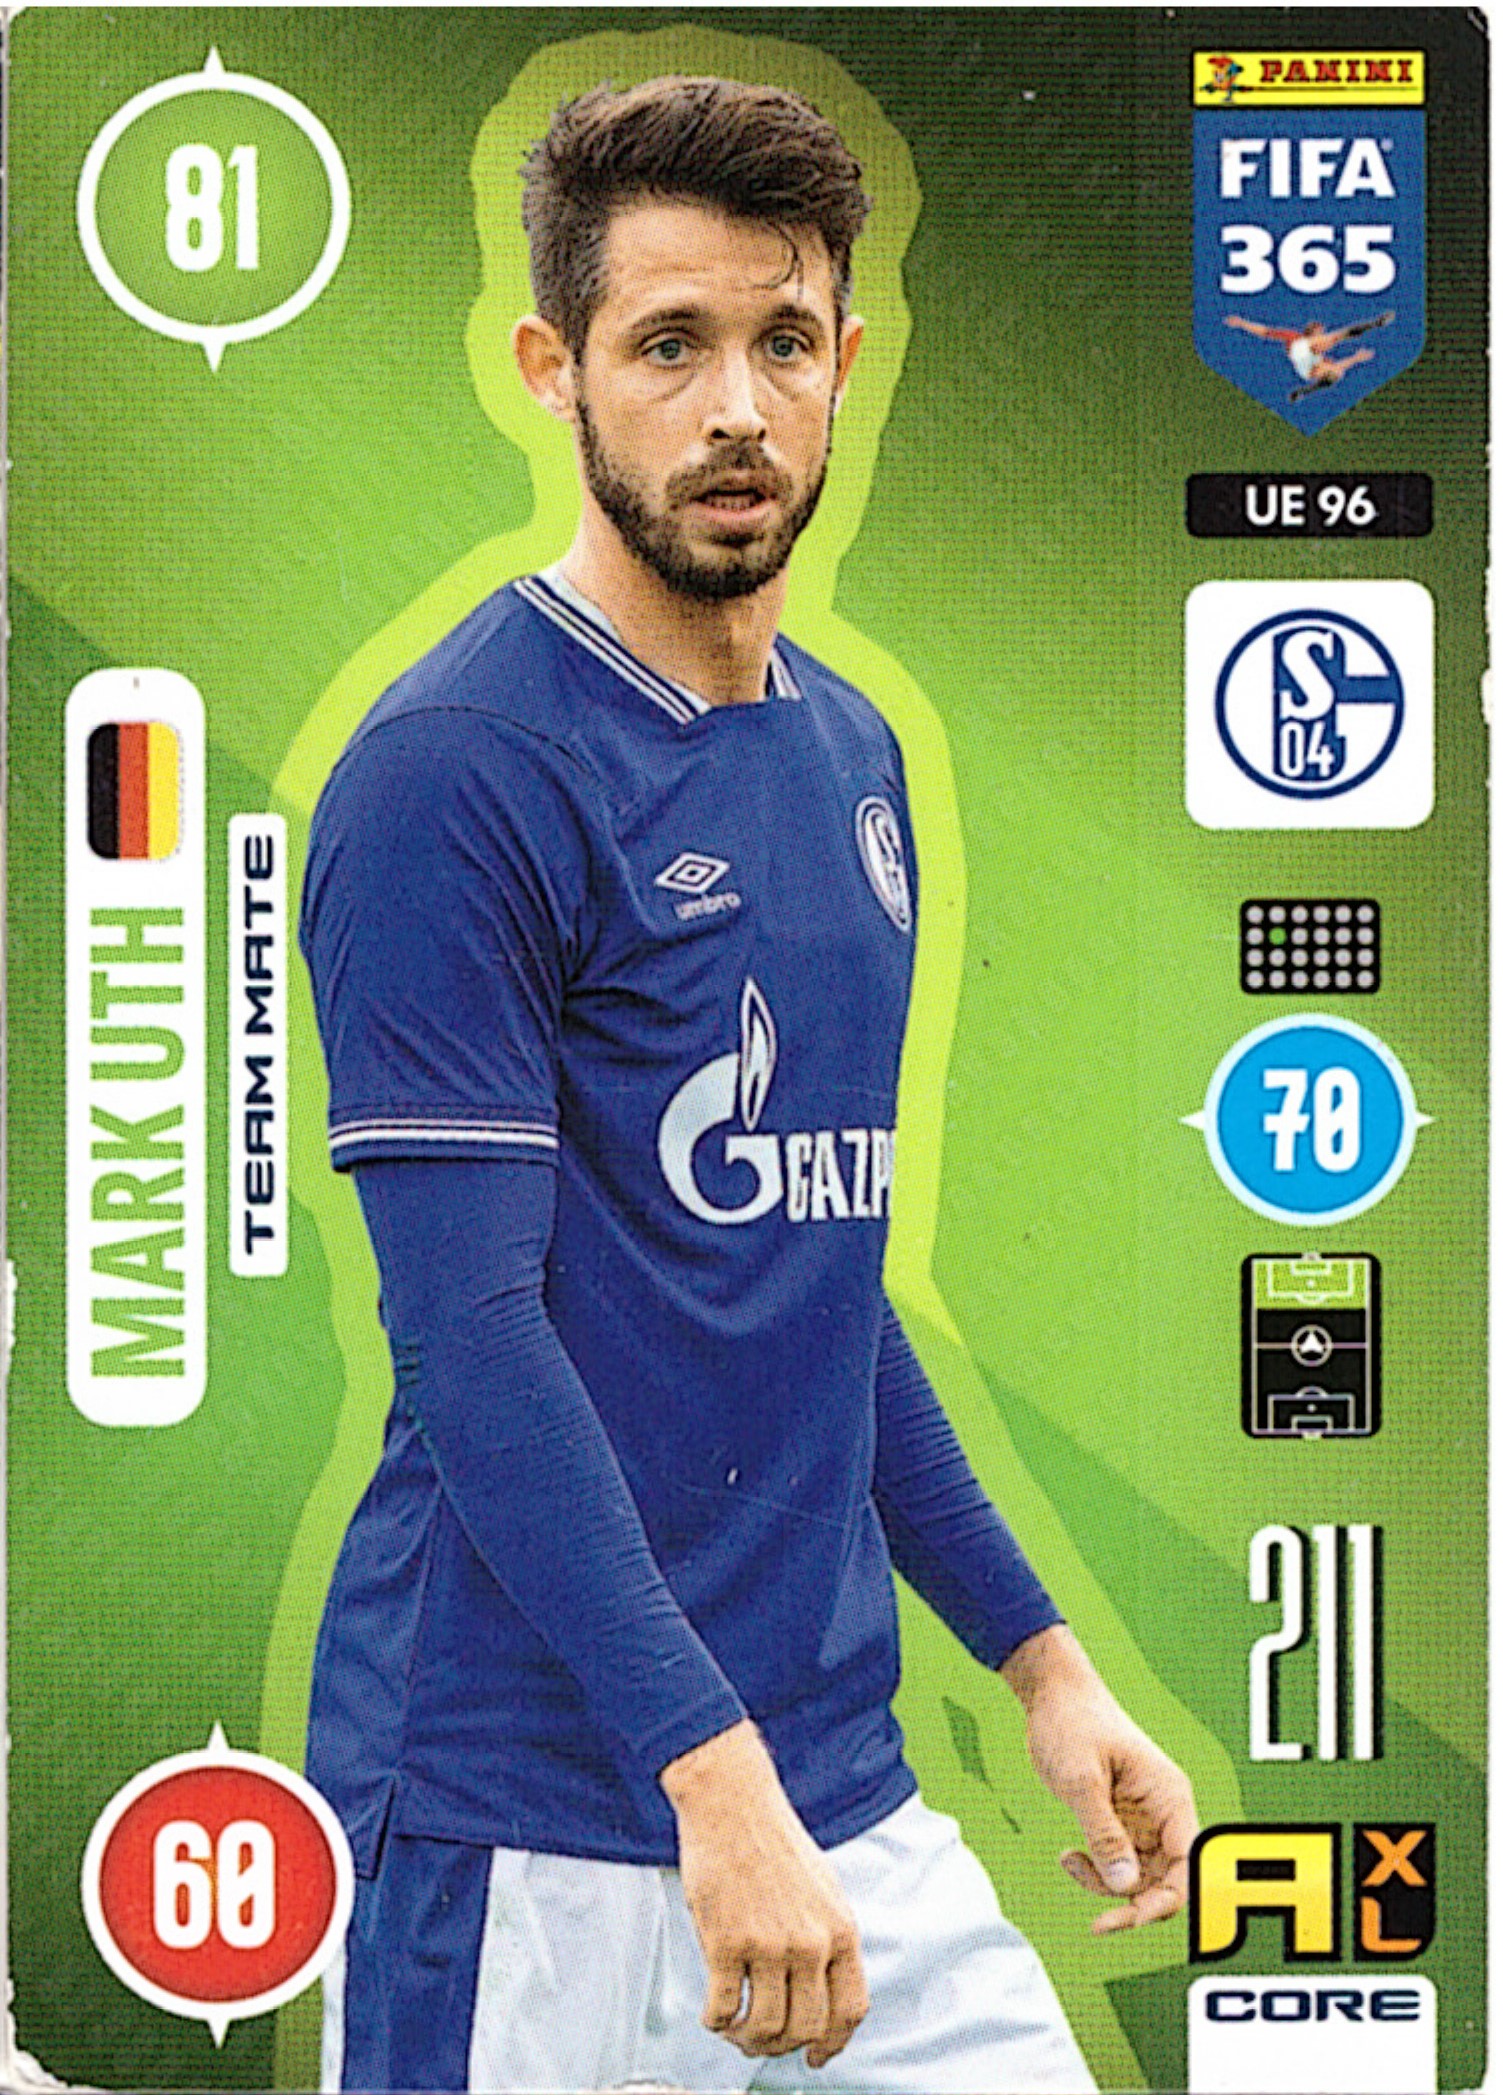 81
PANINI
FIFA
365
UE 96
S
04
MARK UTH
TEAM MATE
umbro
GAZP
70
211
60
A
XL
CORE